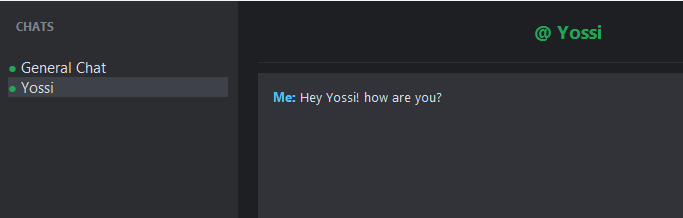 CHATS
General Chat
Yossi
@ Yossi
Me: Hey Yossi! how are you?